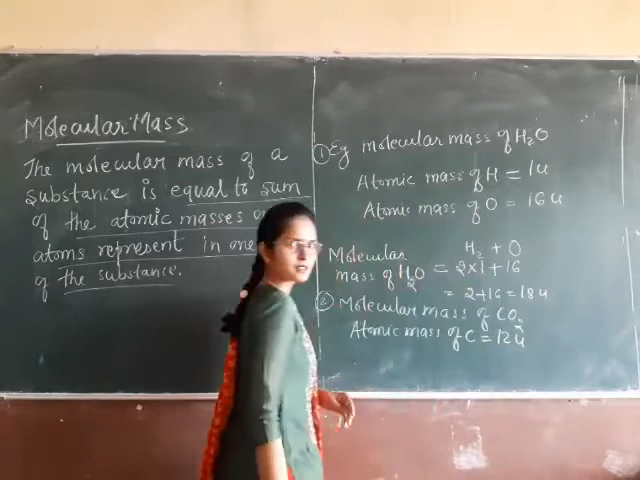 Molecular Mass
The molecular mass of a
substance is equal to sum
of the atomic masses
atoms represent in one
of the substance.
① Eg molecular mass of H₂O
Atomic mass of H = 1u
Atomic mass of O = 16u
H₂ + O
Molecular
mass of H₂O = 2×1+16
= 2+16=18u
② Molecular mass of CO₂
Atomic mass of C=12u